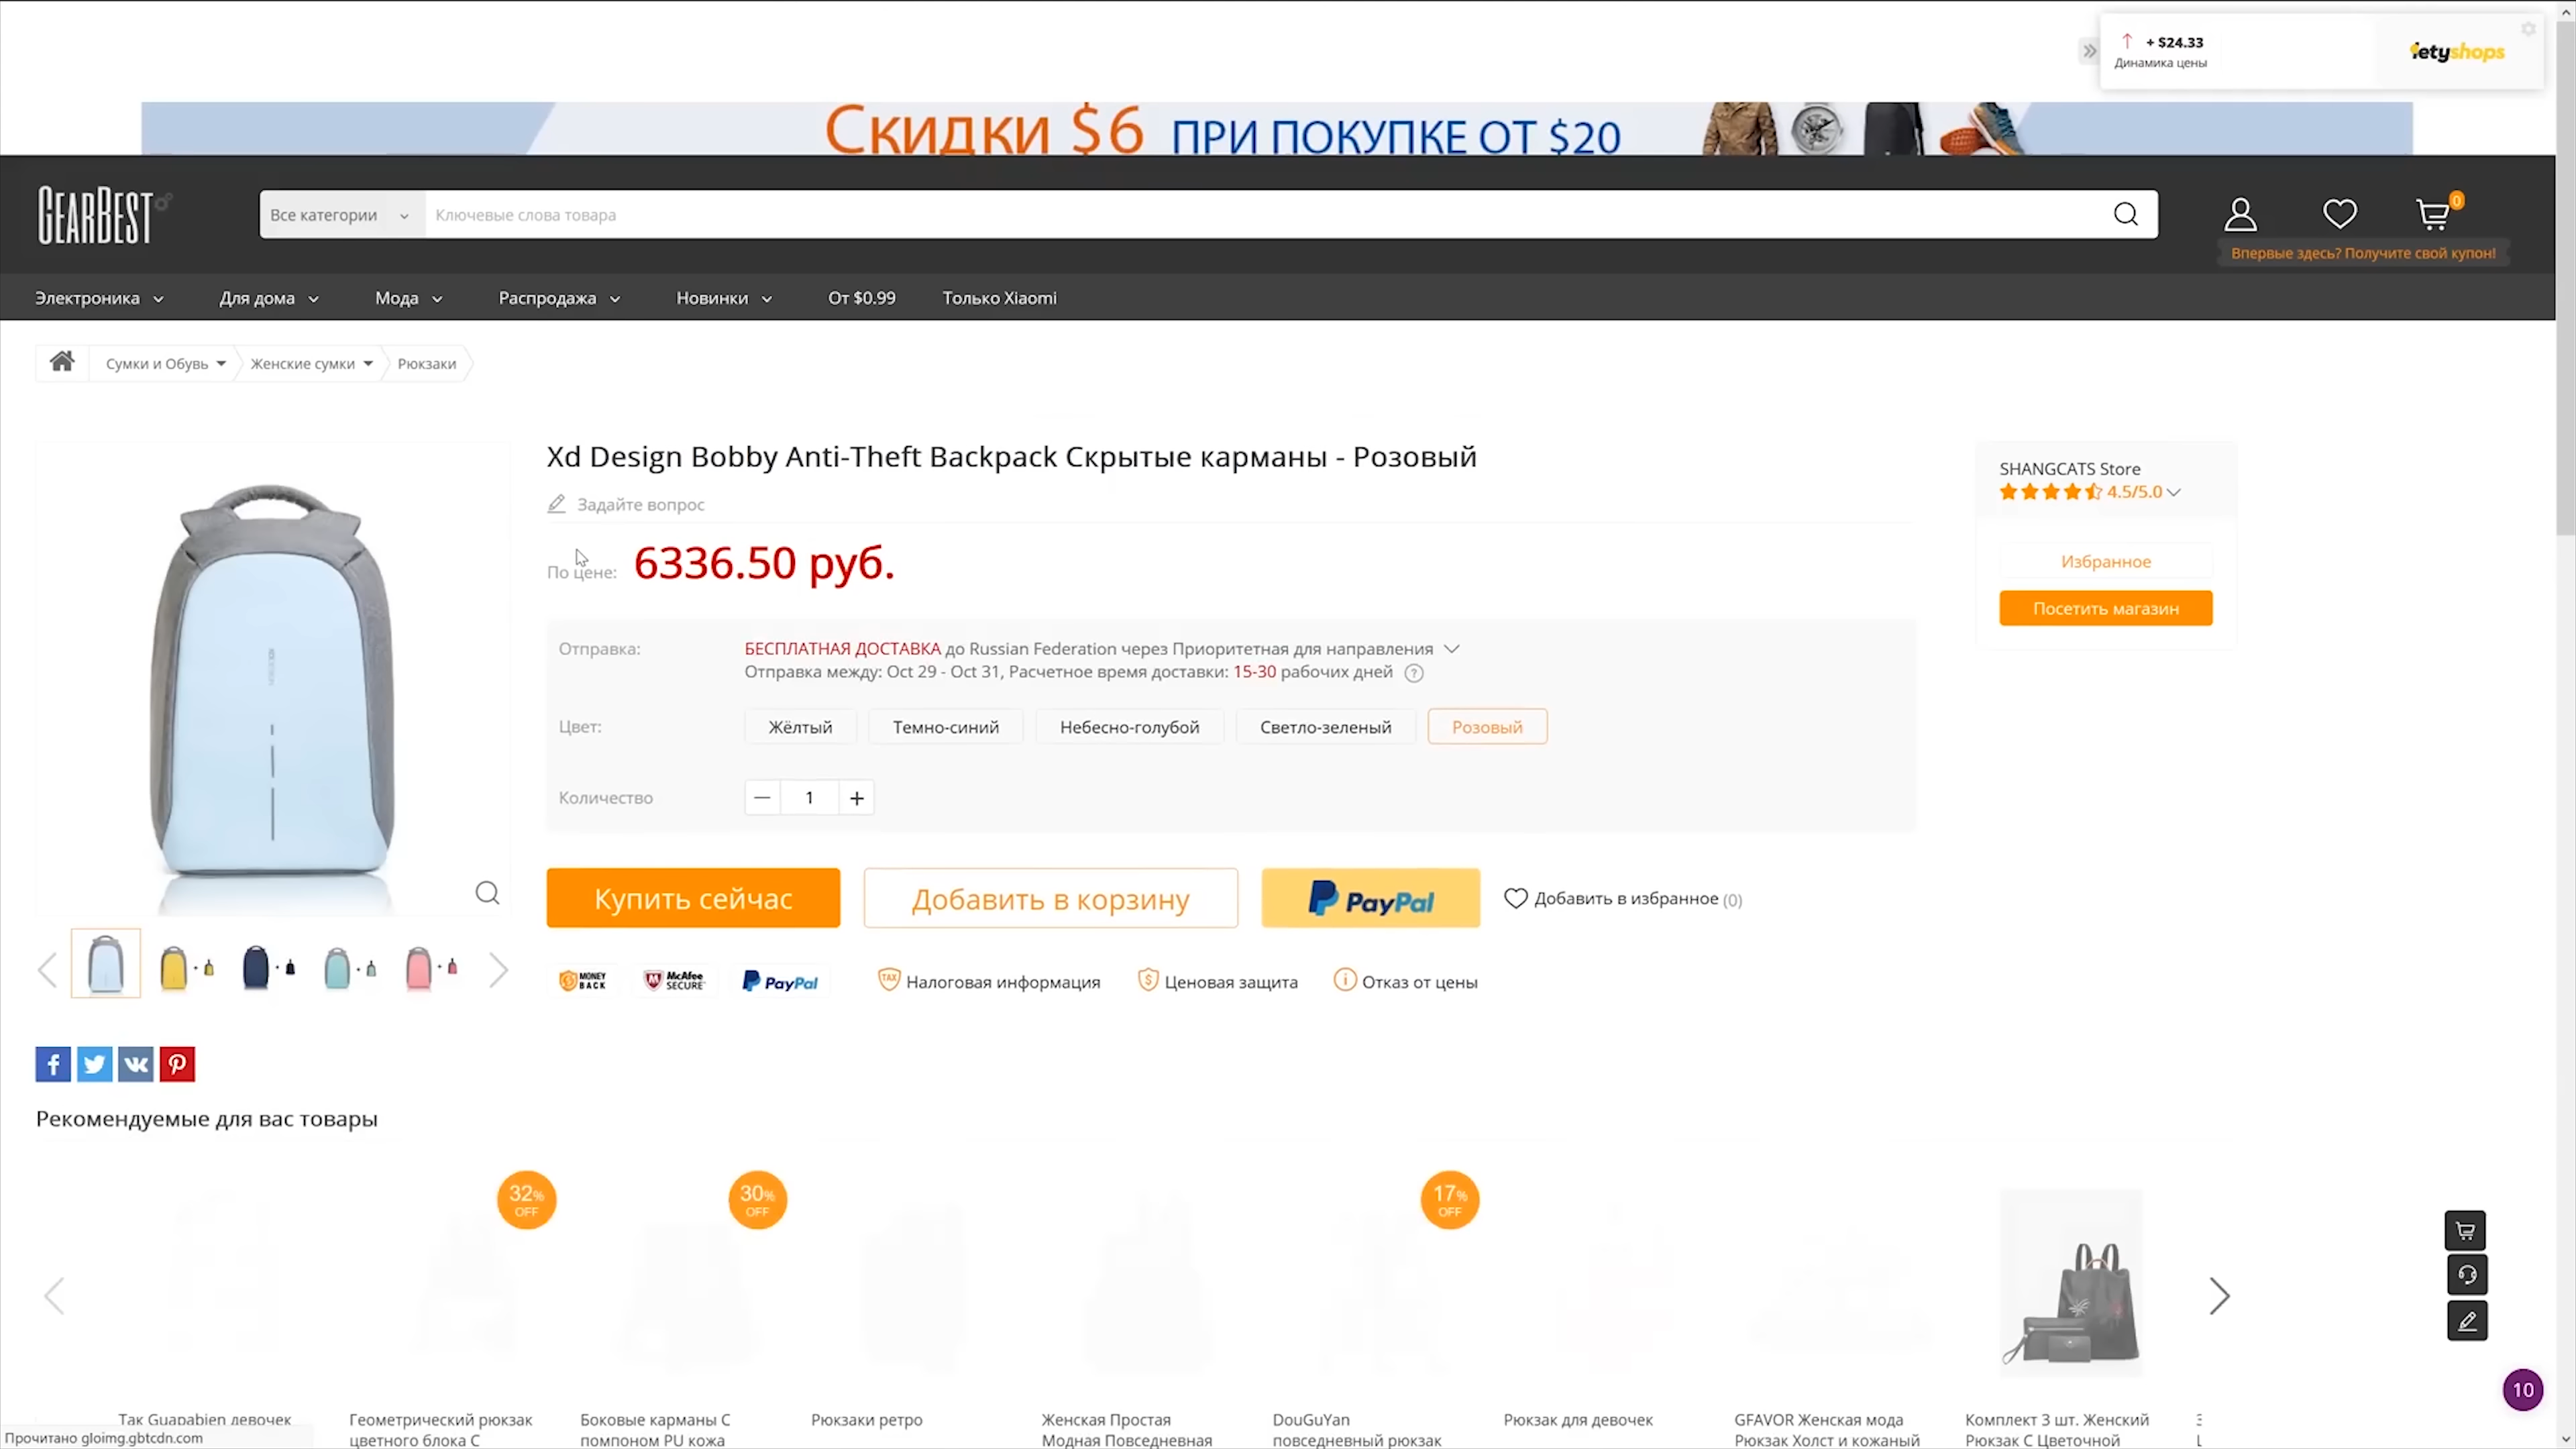 + $24.33
Динамика цены
letyshops
Скидки $6 ПРИ ПОКУПКЕ ОТ $20
GEARBEST
Все категории
Ключевые слова товара
0
Впервые здесь? Получите свой купон!
Электроника
Для дома
Мода
Распродажа
Новинки
От $0.99
Только Xiaomi
Сумки и Обувь
Женские сумки
Рюкзаки
Xd Design Bobby Anti-Theft Backpack Скрытые карманы - Розовый
Задайте вопрос
По цене: 6336.50 руб.
SHANGCATS Store
4.5/5.0
Избранное
Посетить магазин
Отправка:
БЕСПЛАТНАЯ ДОСТАВКА до Russian Federation через Приоритетная для направления
Отправка между: Oct 29 - Oct 31, Расчетное время доставки: 15-30 рабочих дней ?
Цвет:
Жёлтый
Темно-синий
Небесно-голубой
Светло-зеленый
Розовый
Количество
1
Купить сейчас
Добавить в корзину
PayPal
Добавить в избранное (0)
MONEY
BACK
McAfee
SECURE
PayPal
TAX
Налоговая информация
Ценовая защита
Отказ от цены
Рекомендуемые для вас товары
32%
OFF
30%
OFF
17%
OFF
10
Так Guapabien девочек
Геометрический рюкзак
цветного блока С
Боковые карманы С
помпоном PU кожа
Рюкзаки ретро
Женская Простая
Модная Повседневная
DouGuYan
повседневный рюкзак
Рюкзак для девочек
GFAVOR Женская мода
Рюкзак Холст и кожаный
Комплект 3 шт. Женский
Рюкзак С Цветочной
Прочитано gloimg.gbtcdn.com